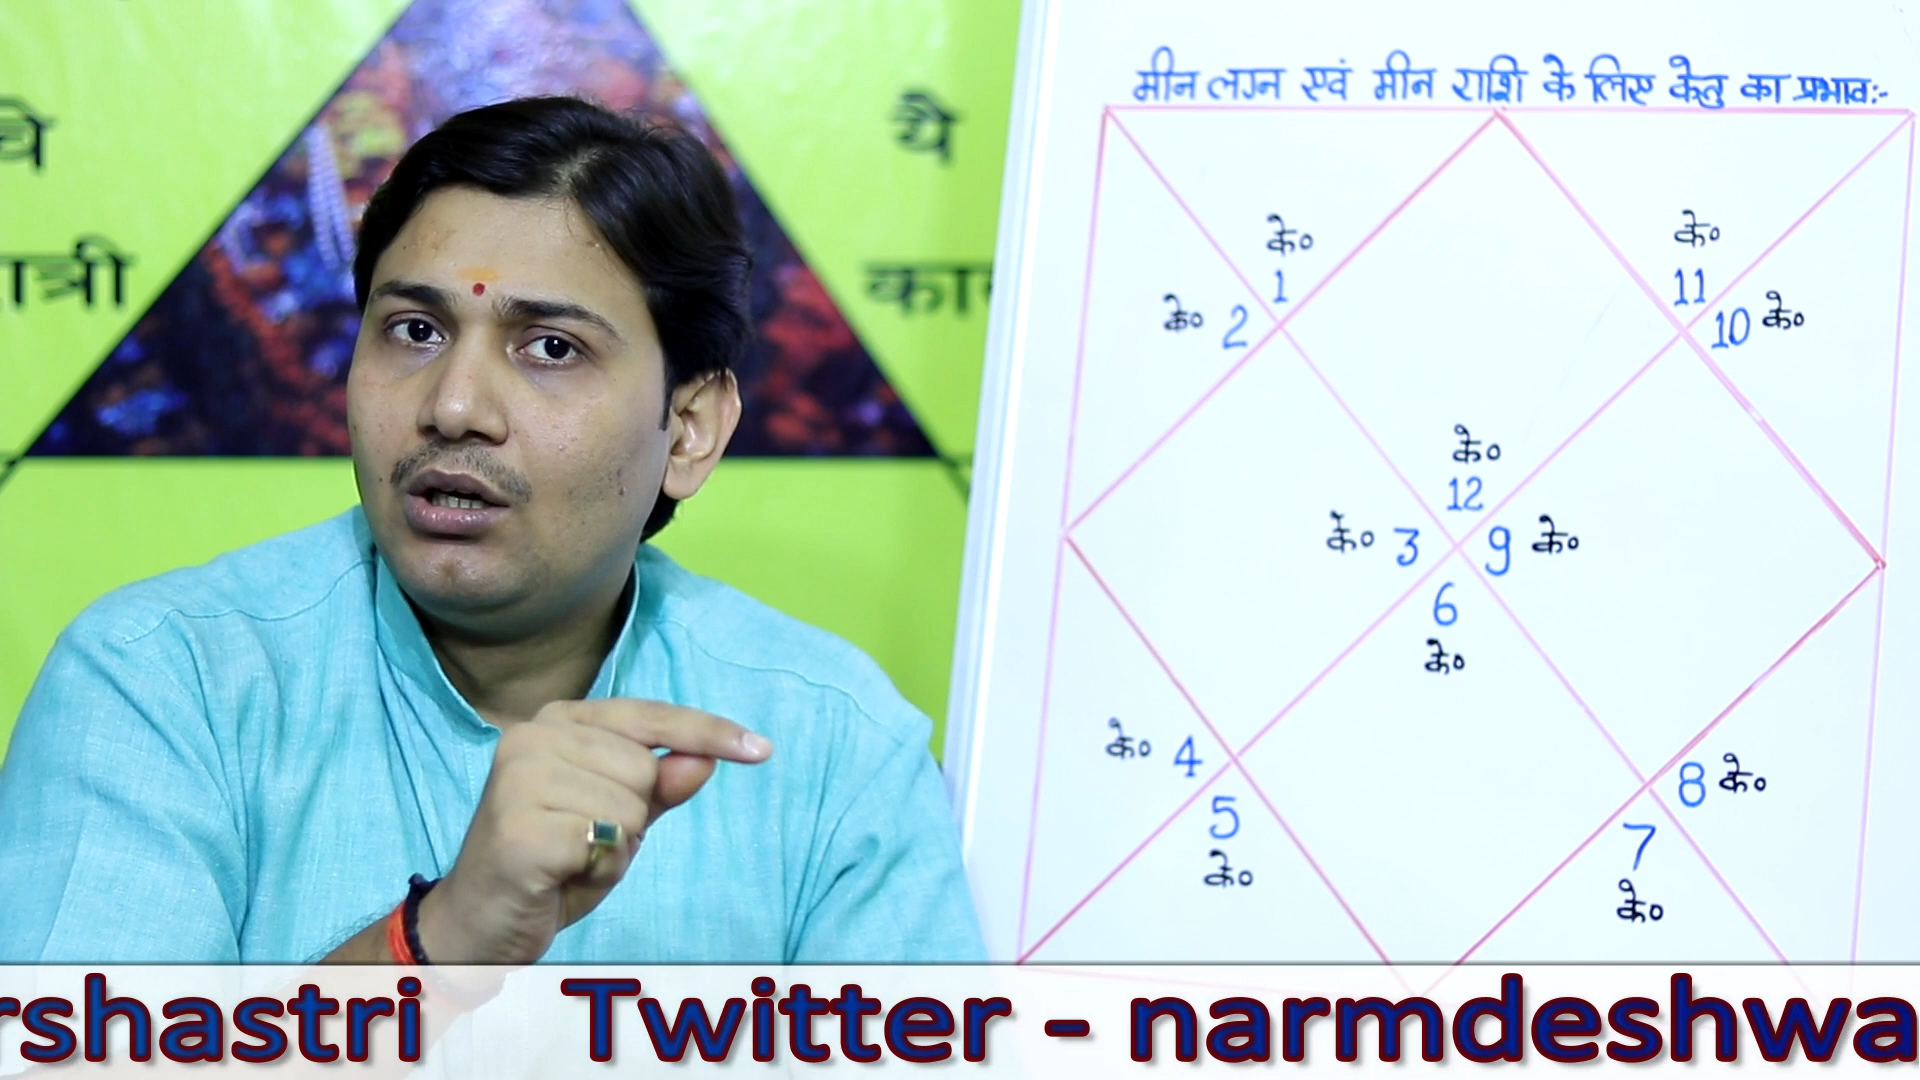 मीन लग्न एवं मीन राशि के लिए केतु का प्रभाव:-
यै
के०
1
के० 2
के०
11
10 के०
के०
12
के० 3
9 के०
6
के०
के० 4
5
के०
8 के०
7
के०
rshastri Twitter - narmdeshwa